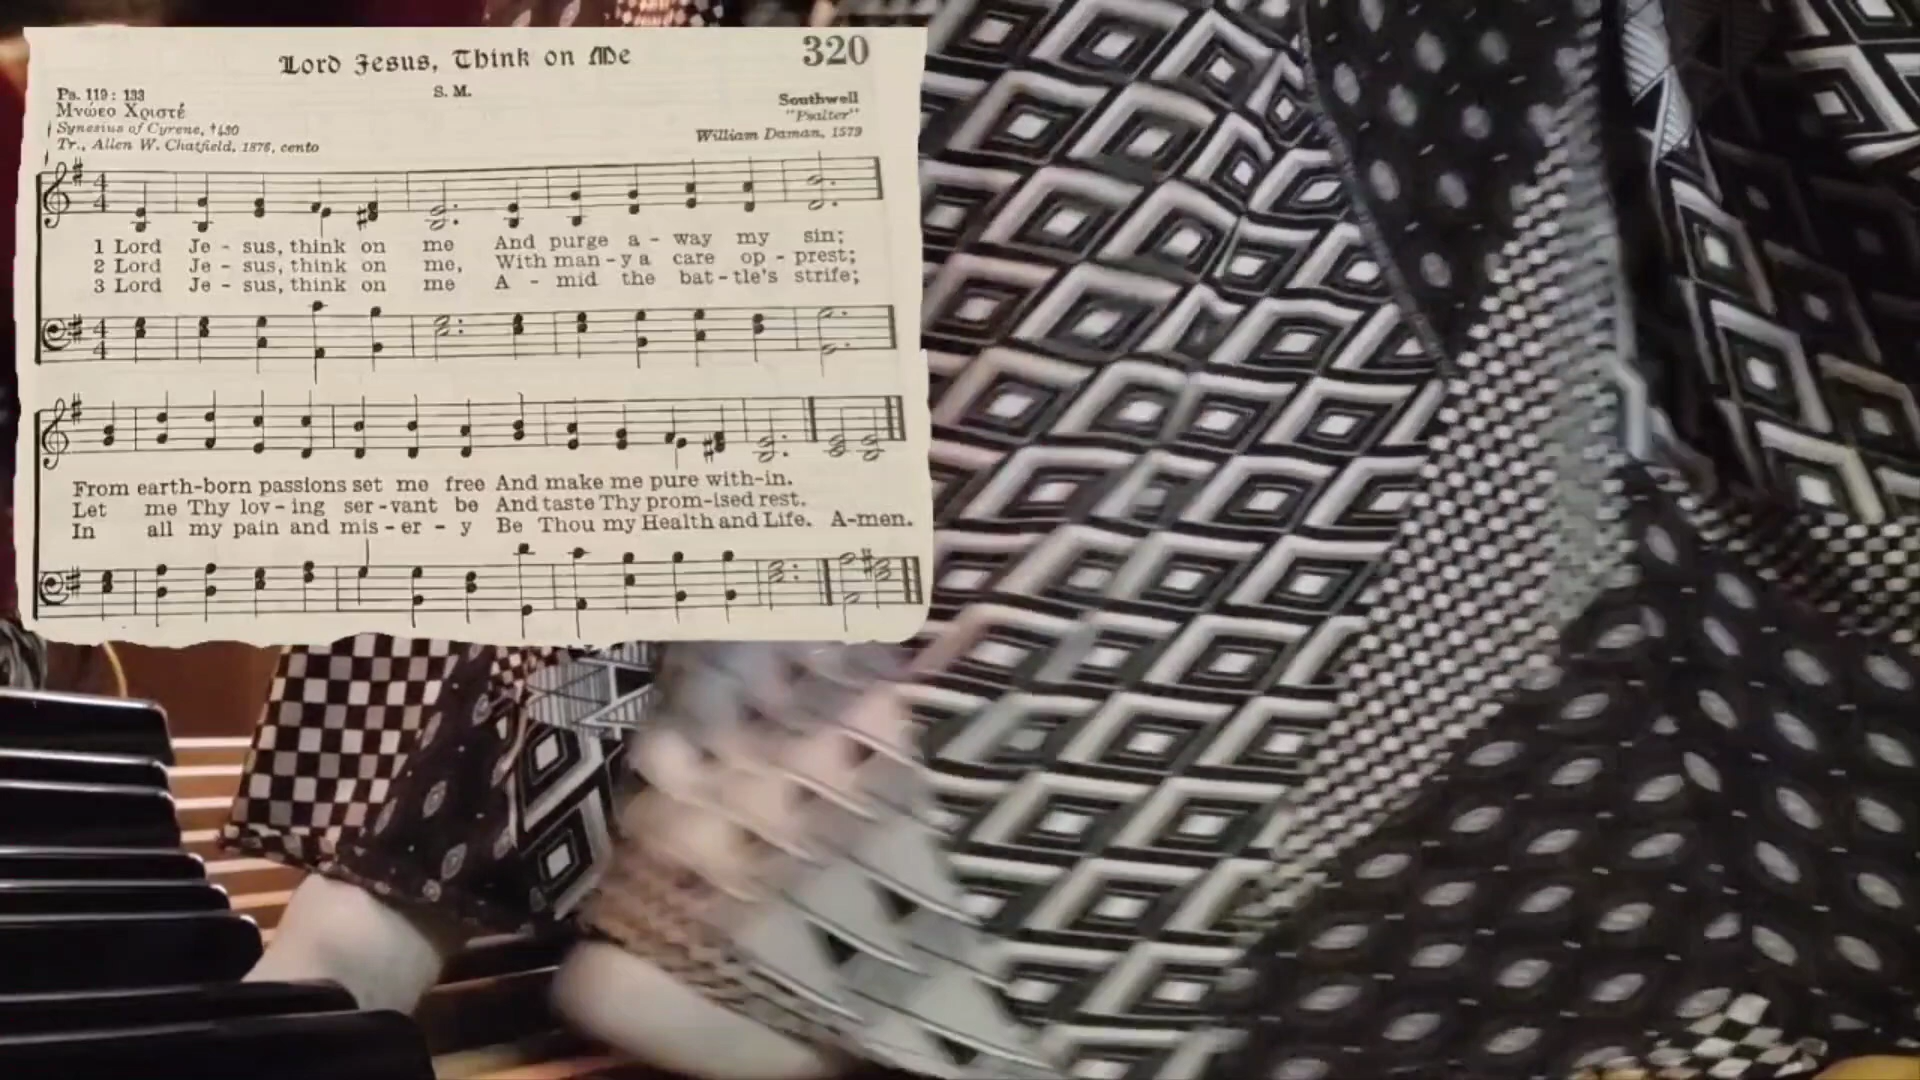 Lord Jesus, Think on Me
320
Ps. 119: 133
S. M.
Μνώεο Χριστέ
Southwell
Synesius of Cyrene, †430
"Psalter"
Tr., Allen W. Chatfield, 1876, cento
William Daman, 1579
4
4
1 Lord Je - sus, think on me And purge a - way my sin;
2 Lord Je - sus, think on me, With man - y a care op - prest;
3 Lord Je - sus, think on me A - mid the bat - tle's strife;
4
4
From earth-born passions set me free And make me pure with-in.
Let me Thy lov - ing ser - vant be And taste Thy prom-ised rest.
In all my pain and mis - er - y Be Thou my Health and Life. A-men.